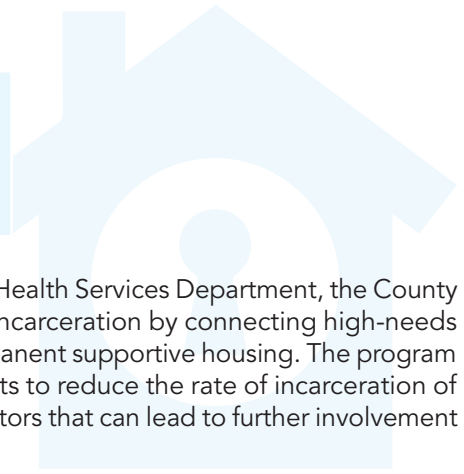 Health Services Department, the County
ncarceration by connecting high-needs
anent supportive housing. The program
ts to reduce the rate of incarceration of
tors that can lead to further involvement